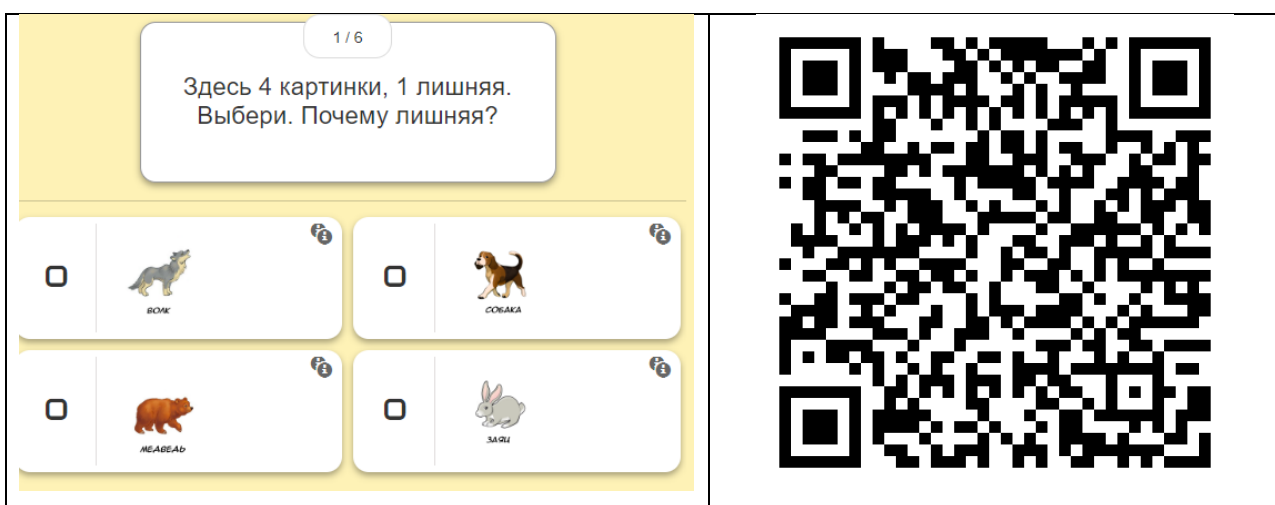 1 / 6
Здесь 4 картинки, 1 лишняя.
Выбери. Почему лишняя?
ВОЛК
СОБАКА
МЕДВЕДЬ
ЗАЯЦ